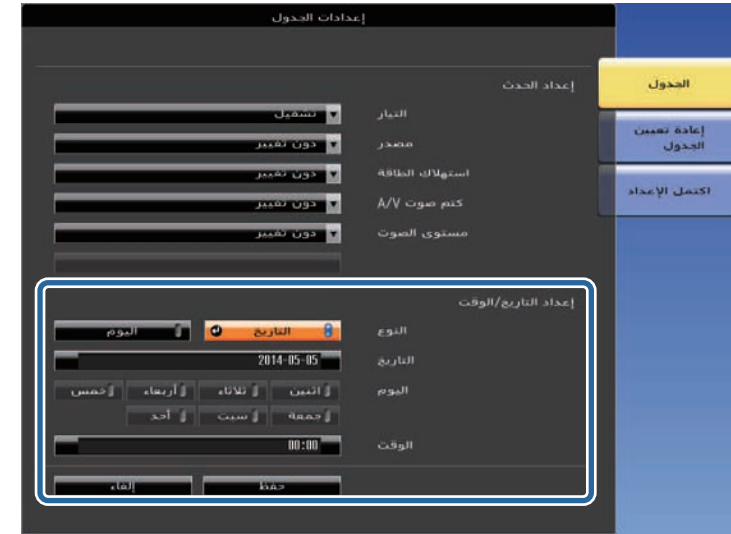 إعدادات الجدول
الجدول
إعادة تعيين
الجدول
اكتمل الإعداد
إعداد الحدث
التيار تشغيل
مصدر دون تغيير
استهلاك الطاقة دون تغيير
كتم صوت A/V دون تغيير
مستوى الصوت دون تغيير
إعداد التاريخ/الوقت
النوع التاريخ اليوم
التاريخ 2014-05-05
اليوم اثنين ثلاثاء أربعاء خمس
جمعة سبت أحد
الوقت 00:00
حفظ إلغاء